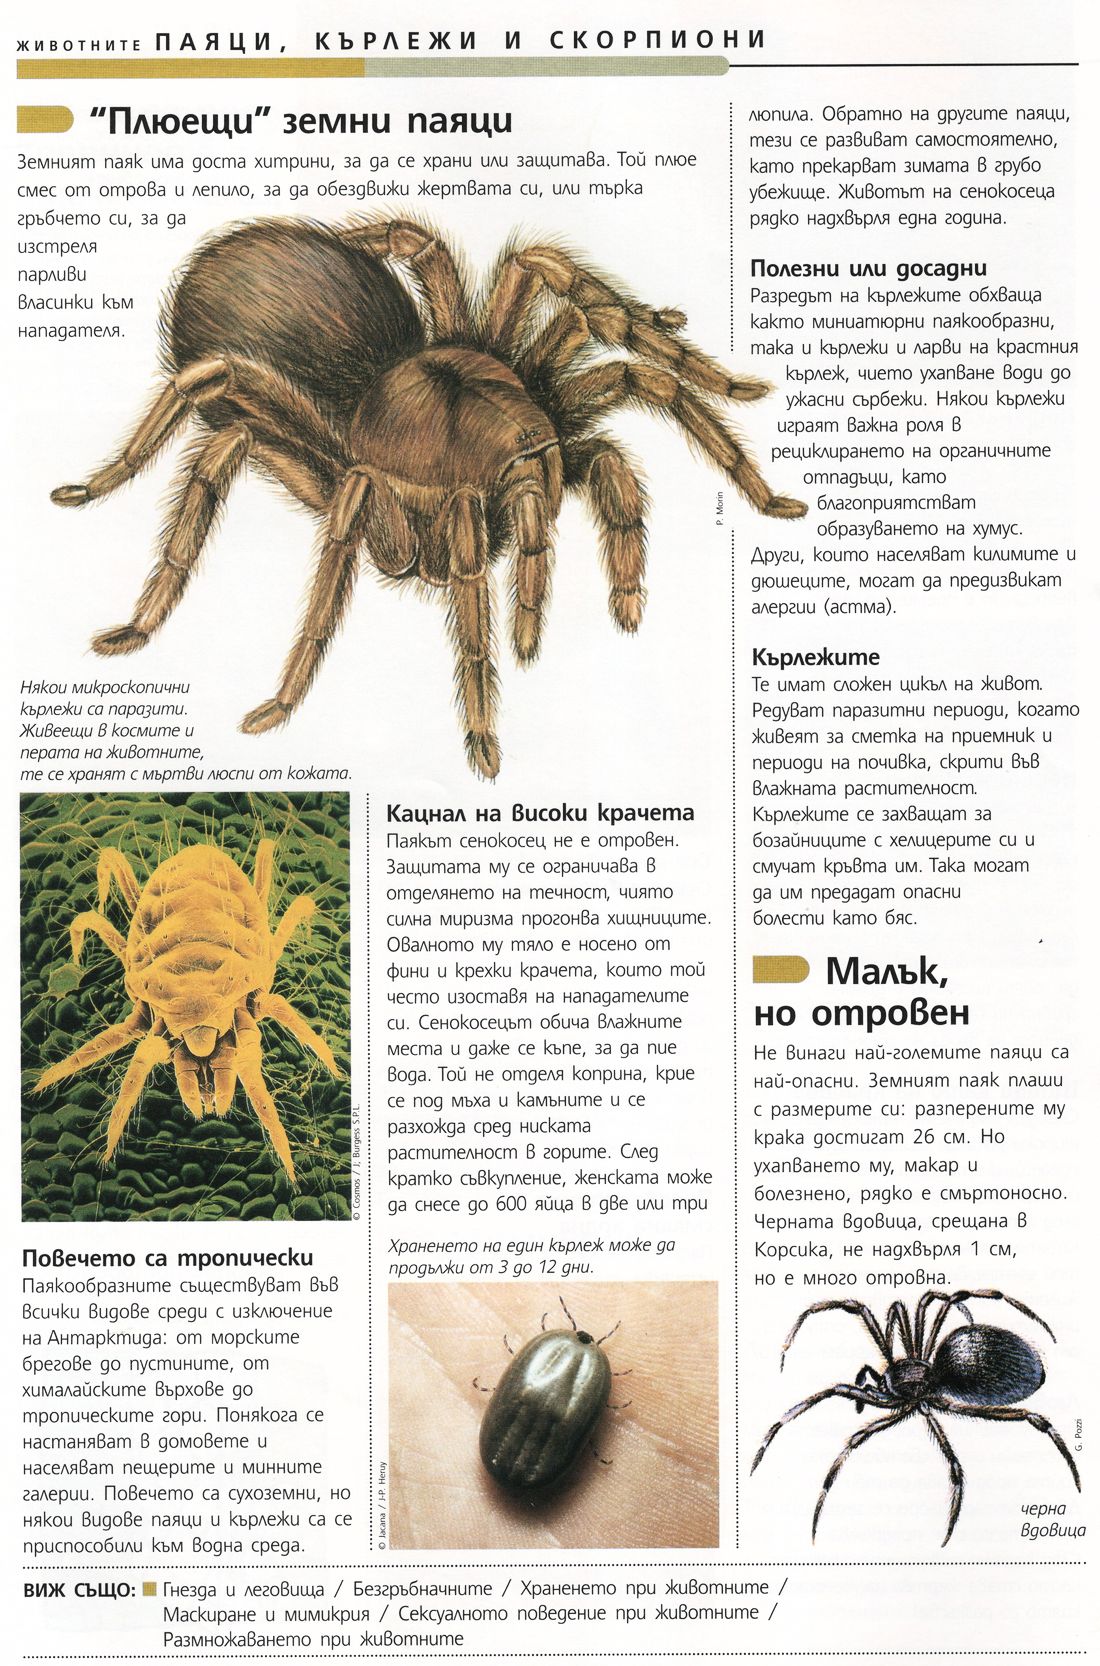 ЖИВОТНИТЕ ПАЯЦИ, КЪРЛЕЖИ И СКОРПИОНИ
“Плюещи” земни паяци
Земният паяк има доста хитрини, за да се храни или защитава. Той плюе
смес от отрова и лепило, за да обездвижи жертвата си, или търка
гръбчето си, за да
изстреля
парливи
власинки към
нападателя.
P. Morin
Някои микроскопични
кърлежи са паразити.
Живеещи в космите и
перата на животните,
те се хранят с мъртви люспи от кожата.
© Cosmos / J. Burgess S.P.L.
Повечето са тропически
Паякообразните съществуват във
всички видове среди с изключение
на Антарктида: от морските
брегове до пустините, от
хималайските върхове до
тропическите гори. Понякога се
настаняват в домовете и
населяват пещерите и минните
галерии. Повечето са сухоземни, но
някои видове паяци и кърлежи са се
приспособили към водна среда.
Кацнал на високи крачета
Паякът сенокосец не е отровен.
Защитата му се ограничава в
отделянето на течност, чиято
силна миризма прогонва хищниците.
Овалното му тяло е носено от
фини и крехки крачета, които той
често изоставя на нападателите
си. Сенокосецът обича влажните
места и даже се къпе, за да пие
вода. Той не отделя коприна, крие
се под мъха и камъните и се
разхожда сред ниската
растителност в горите. След
кратко съвкупление, женската може
да снесе до 600 яйца в две или три
Храненето на един кърлеж може да
продължи от 3 до 12 дни.
© Jacana / J-P. Heruy
люпила. Обратно на другите паяци,
тези се развиват самостоятелно,
като прекарват зимата в грубо
убежище. Животът на сенокосеца
рядко надхвърля една година.
Полезни или досадни
Разредът на кърлежите обхваща
както миниатюрни паякообразни,
така и кърлежи и ларви на крастния
кърлеж, чието ухапване води до
ужасни сърбежи. Някои кърлежи
играят важна роля в
рециклирането на органичните
отпадъци, като
благоприятстват
образуването на хумус.
Други, които населяват килимите и
дюшеците, могат да предизвикат
алергии (астма).
Кърлежите
Те имат сложен цикъл на живот.
Редуват паразитни периоди, когато
живеят за сметка на приемник и
периоди на почивка, скрити във
влажната растителност.
Кърлежите се захващат за
бозайниците с хелицерите си и
смучат кръвта им. Така могат
да им предадат опасни
болести като бяс.
Малък,
но отровен
Не винаги най-големите паяци са
най-опасни. Земният паяк плаши
с размерите си: разперените му
крака достигат 26 см. Но
ухапването му, макар и
болезнено, рядко е смъртоносно.
Черната вдовица, срещана в
Корсика, не надхвърля 1 см,
но е много отровна.
G. Pozzi
черна
вдовица
ВИЖ СЪЩО: Гнезда и леговища / Безгръбначните / Храненето при животните /
Маскиране и мимикрия / Сексуалното поведение при животните /
Размножаването при животните